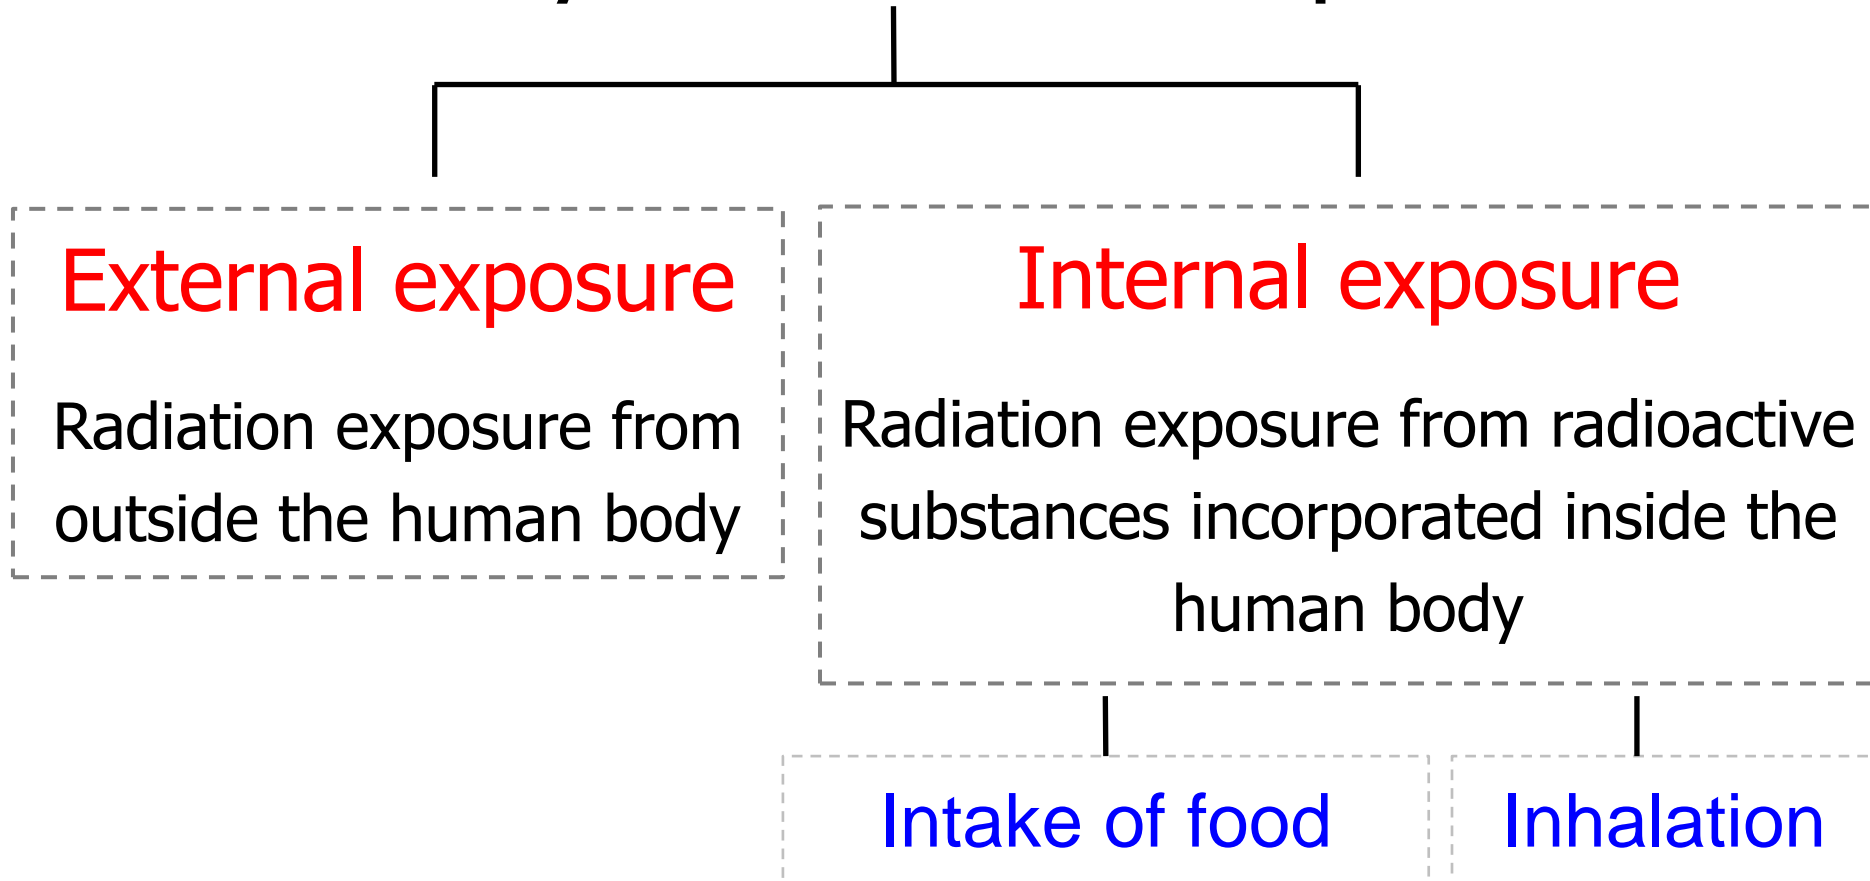 External exposure
Radiation exposure from
outside the human body
Internal exposure
Radiation exposure from radioactive
substances incorporated inside the
human body
Intake of food
Inhalation